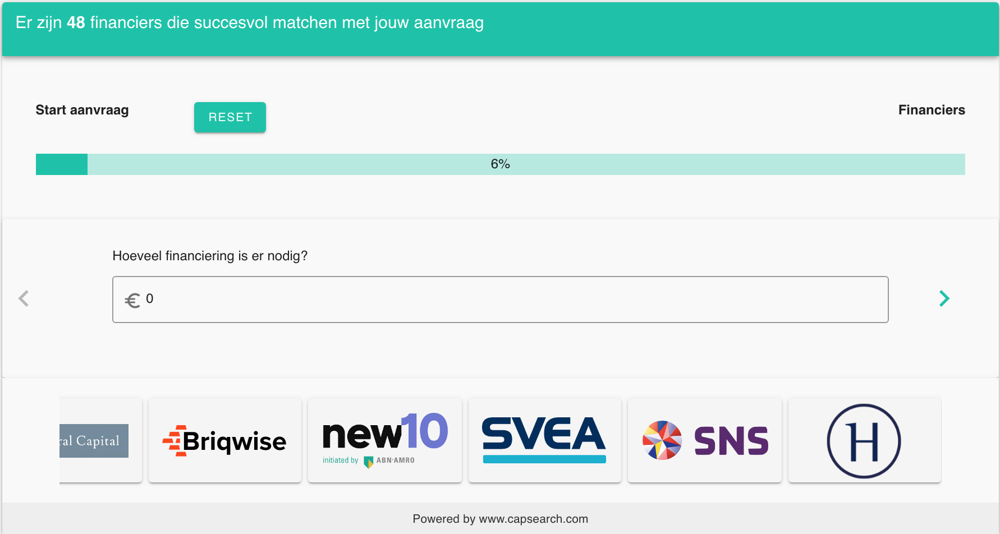 Er zijn 48 financiers die succesvol matchen met jouw aanvraag
Start aanvraag
RESET
Financiers
6%
Hoeveel financiering is er nodig?
€ 0
ral Capital
Briqwise
new10
initiated by ABN·AMRO
SVEA
SNS
H
Powered by www.capsearch.com